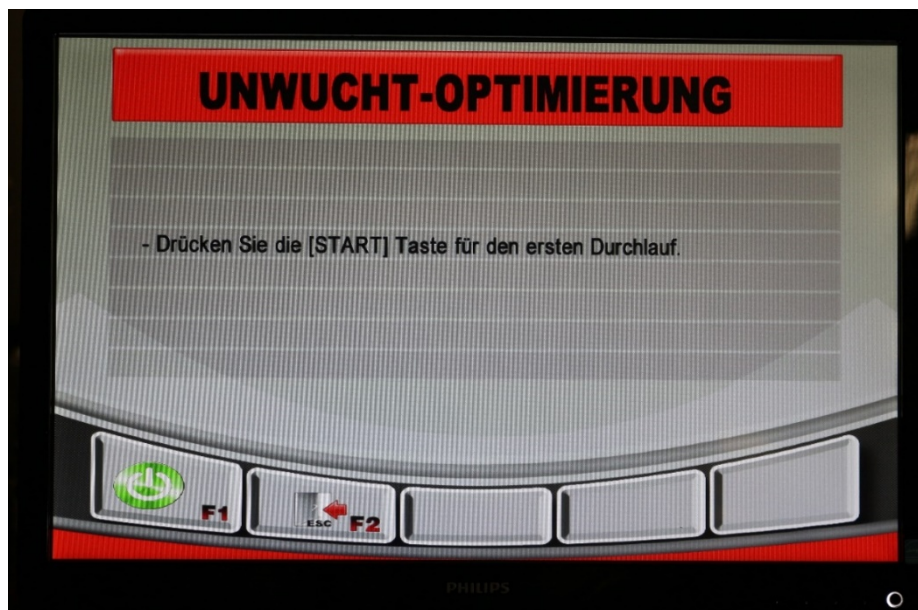 UNWUCHT-OPTIMIERUNG
- Drücken Sie die [START] Taste für den ersten Durchlauf.
F1
ESC F2
PHILIPS